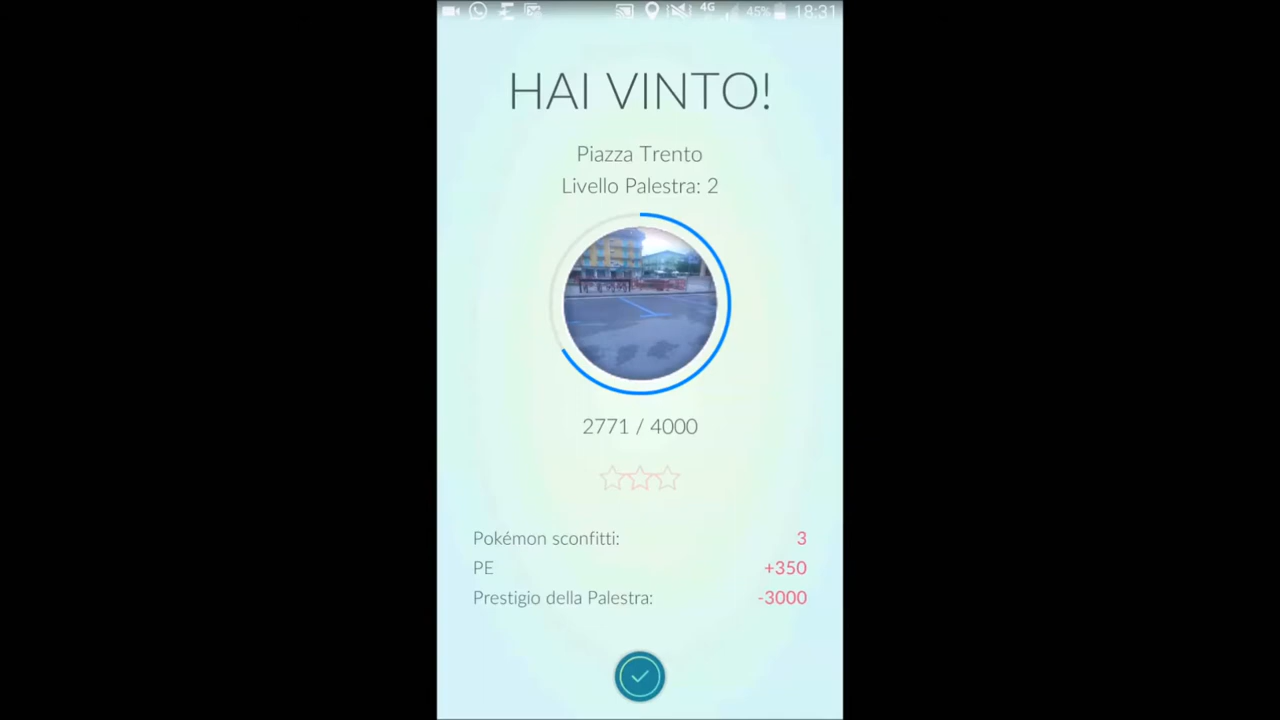 4G 45% 18:31
HAI VINTO!
Piazza Trento
Livello Palestra: 2
2771 / 4000
Pokémon sconfitti: 3
PE +350
Prestigio della Palestra: -3000